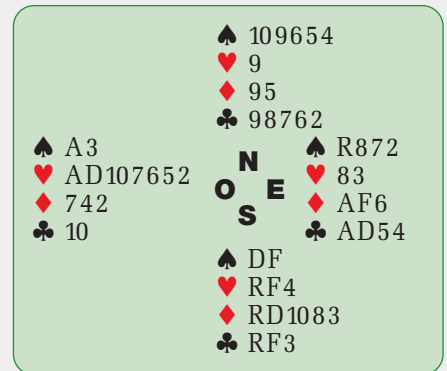 ♠ 109654
♥ 9
♦ 95
♣ 98762
♠ A3
♥ AD107652
♦ 742
♣ 10
N
O E
S
♠ R872
♥ 83
♦ AF6
♣ AD54
♠ DF
♥ RF4
♦ RD1083
♣ RF3